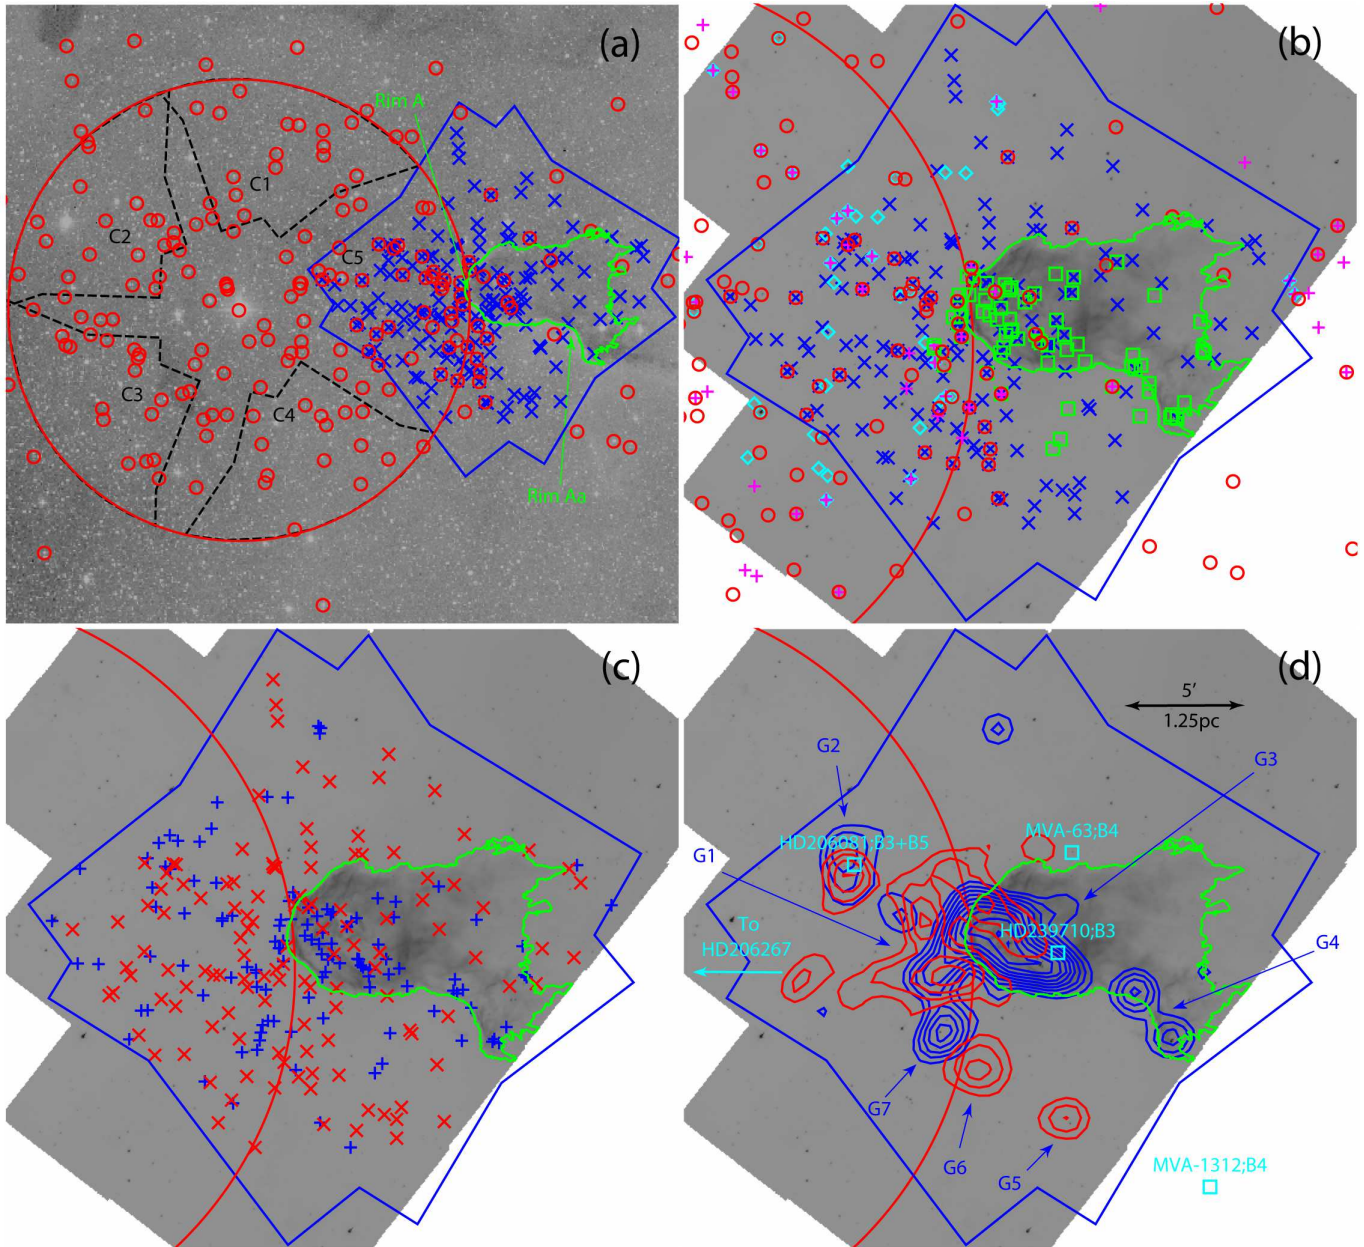 (a)
Rim A
C1
C2
C5
C3
C4
Rim Aa
(b)
(c)
(d)
5'
1.25pc
G2
G3
HD206081;B3+B5
MVA-63;B4
G1
To
HD206267
HD239710;B3
G4
G7
G6
G5
MVA-1312;B4